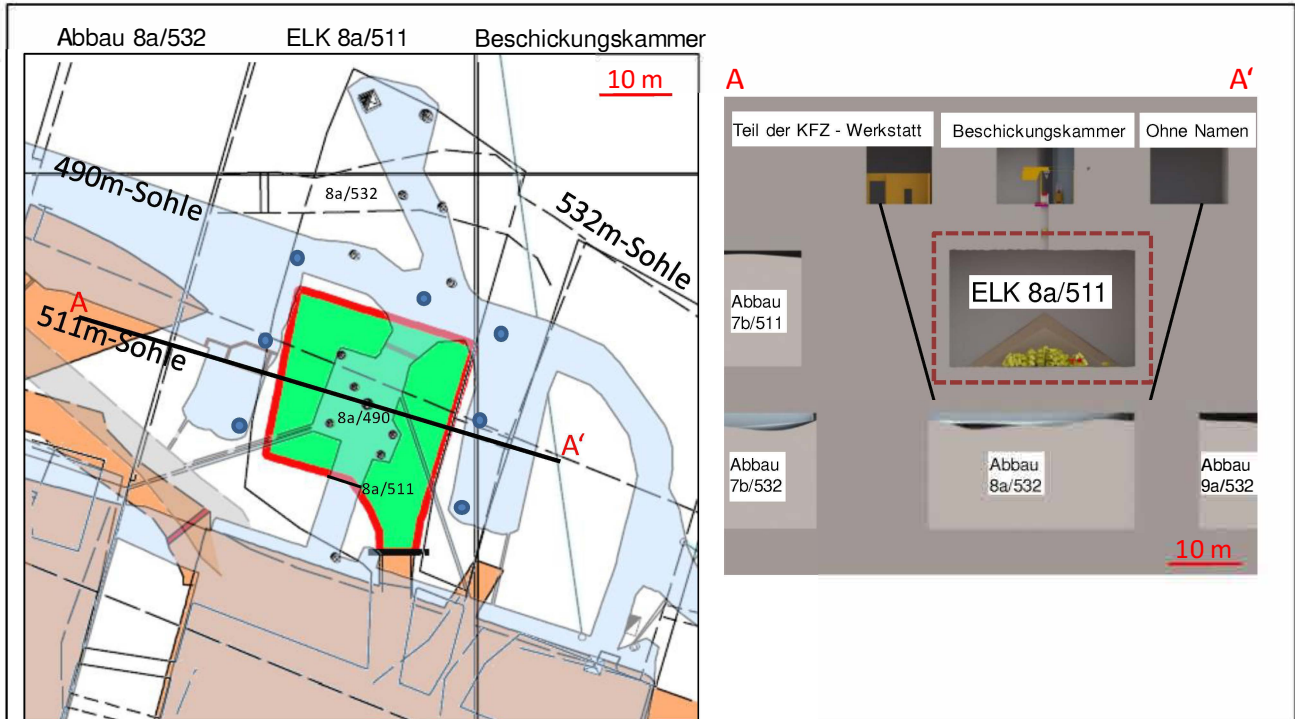 Abbau 8a/532 ELK 8a/511 Beschickungskammer
10 m
490m-Sohle
8a/532
532m-Sohle
A
511m-Sohle
8a/490
A‘
8a/511
A A‘
Teil der KFZ - Werkstatt Beschickungskammer Ohne Namen
ELK 8a/511
Abbau
7b/511
Abbau
7b/532
Abbau
8a/532
Abbau
9a/532
10 m